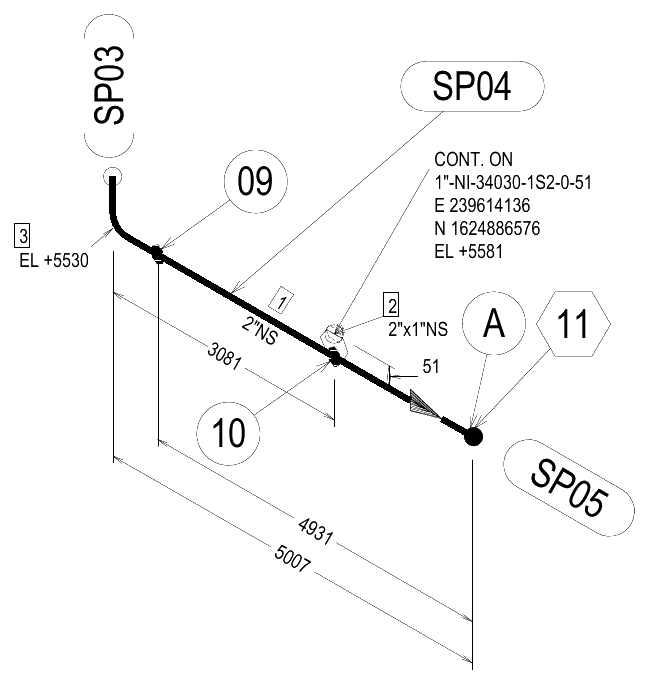 SP03
SP04
09
CONT. ON
1"-NI-34030-1S2-0-51
E 239614136
N 1624886576
EL +5581
3
EL +5530
1
2"NS
2
2"x1"NS
A
11
3081
51
10
SP05
4931
5007